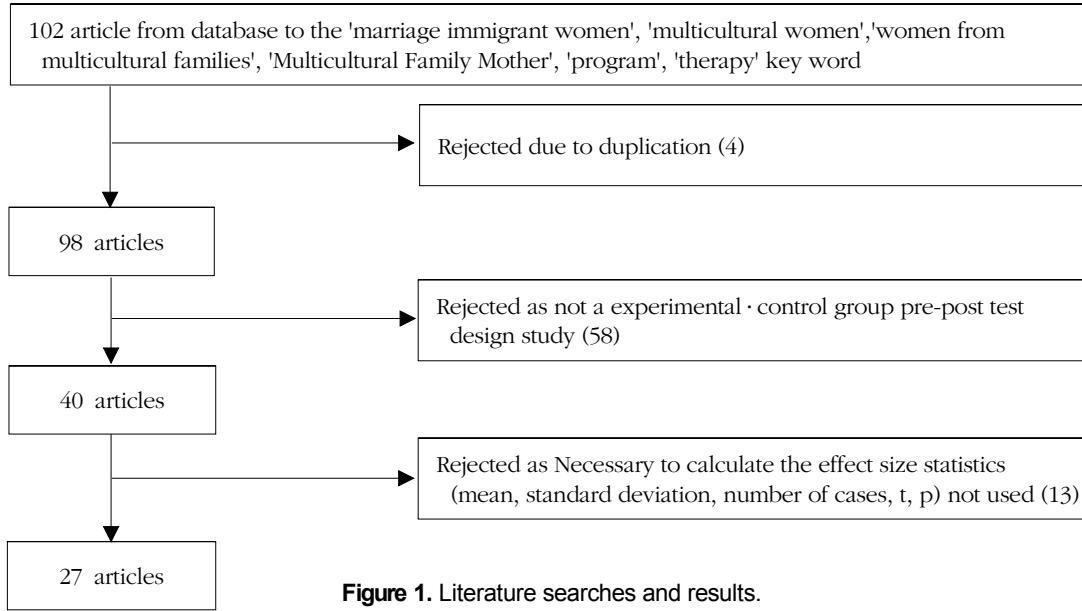 102 article from database to the 'marriage immigrant women', 'multicultural women','women from
multicultural families', 'Multicultural Family Mother', 'program', 'therapy' key word
Rejected due to duplication (4)
98 articles
Rejected as not a experimental · control group pre-post test
design study (58)
40 articles
Rejected as Necessary to calculate the effect size statistics
(mean, standard deviation, number of cases, t, p) not used (13)
27 articles
Figure 1. Literature searches and results.